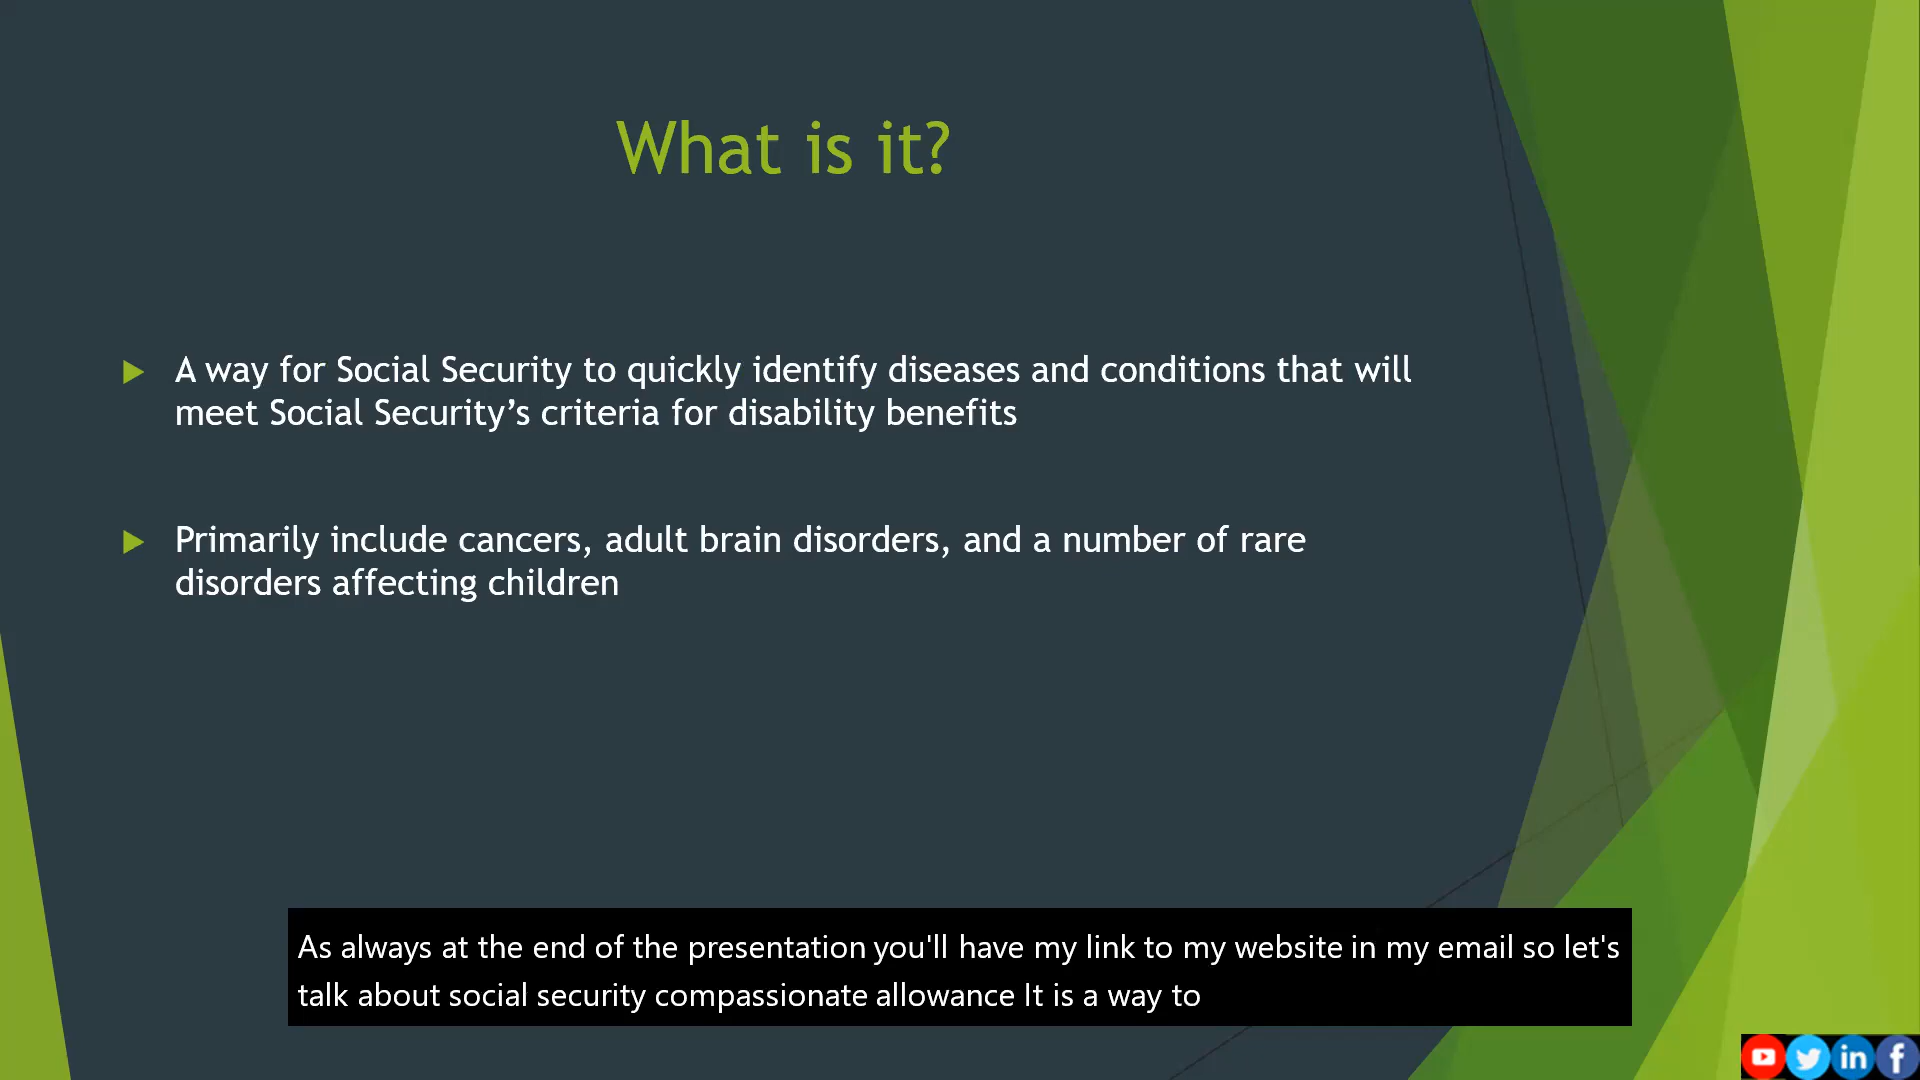 What is it?
A way for Social Security to quickly identify diseases and conditions that will
meet Social Security’s criteria for disability benefits
Primarily include cancers, adult brain disorders, and a number of rare
disorders affecting children
As always at the end of the presentation you'll have my link to my website in my email so let's
talk about social security compassionate allowance It is a way to
in f